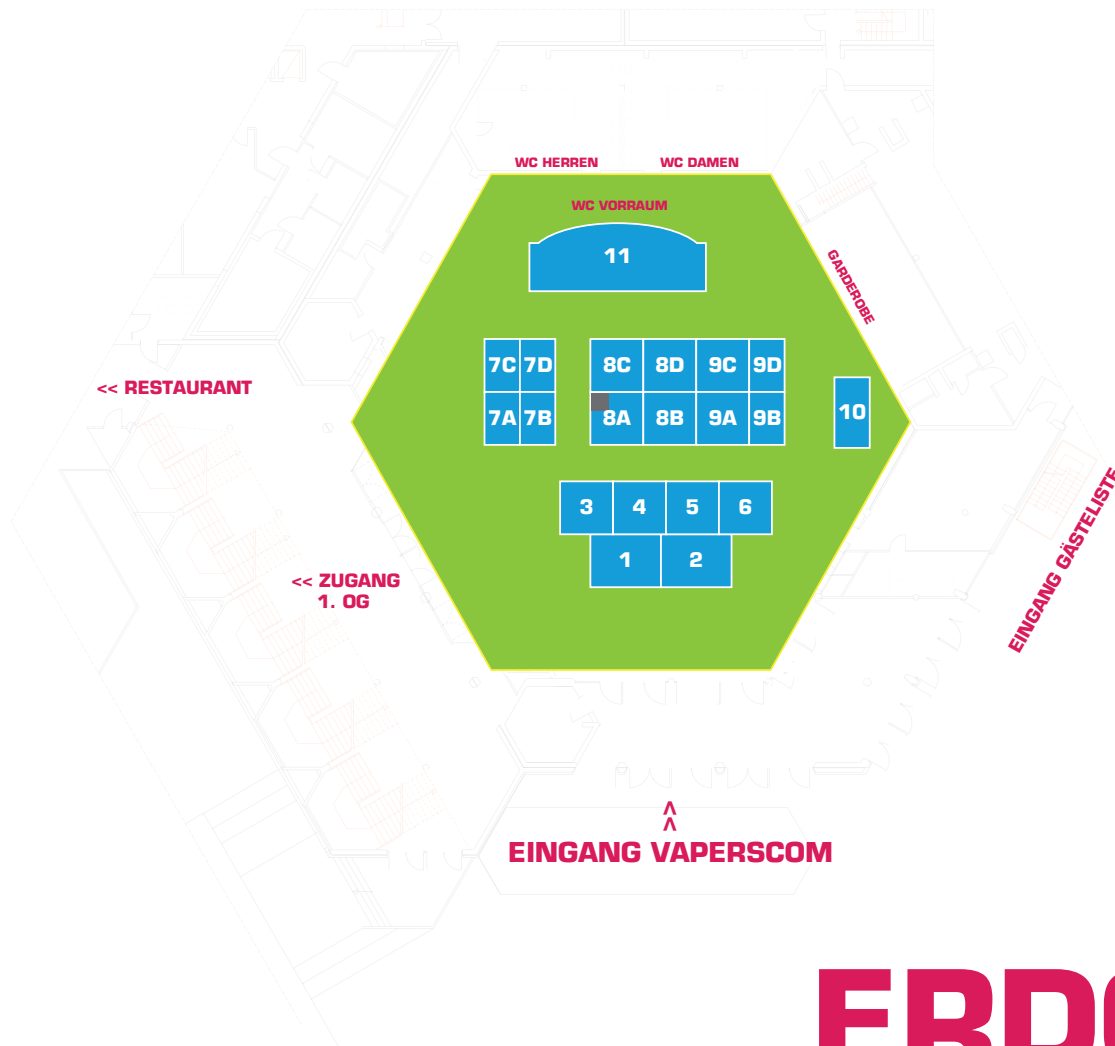 WC HERREN
WC DAMEN
WC VORRAUM
11
GARDEROBE
7C 7D 8C 8D 9C 9D
<< RESTAURANT
7A 7B 8A 8B 9A 9B
10
3 4 5 6
1 2
<< ZUGANG
1. OG
EINGANG GÄSTELISTE
^
^
EINGANG VAPERSCOM